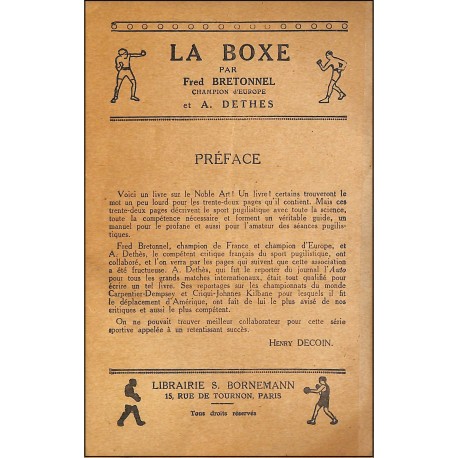 LA BOXE
PAR
Fred BRETONNEL
CHAMPION d'EUROPE
et A. DETHES
PRÉFACE
Voici un livre sur le Noble Art! Un livre! certains trouveront le
mot un peu lourd pour les trente-deux pages qu'il contient. Mais ces
trente-deux pages décrivent le sport pugilistique avec toute la science,
toute la compétence nécessaire et forment un véritable guide, un
manuel pour le profane et aussi pour l'amateur des séances pugilis-
tiques.
Fred Bretonnel, champion de France et champion d'Europe, et
A. Dethès, le compétent critique français du sport pugilistique, ont
collaboré, et l'on verra par les pages qui suivent que cette association
a été fructueuse. A. Dethès, qui fut le reporter du journal l'Auto
pour tous les grands matches internationaux, était tout qualifié pour
écrire un tel livre. Ses reportages sur les championnats du monde
Carpentier-Dempsey et Criqui-Johnes Kilbane pour lesquels il fit
le déplacement d'Amérique, ont fait de lui le plus avisé de nos
critiques et aussi le plus compétent.
On ne pouvait trouver meilleur collaborateur pour cette série
sportive appelés à un retentissant succès.
Henry DECOIN.
LIBRAIRIE S. BORNEMANN
15, RUE DE TOURNON, PARIS
Tous droits réservés